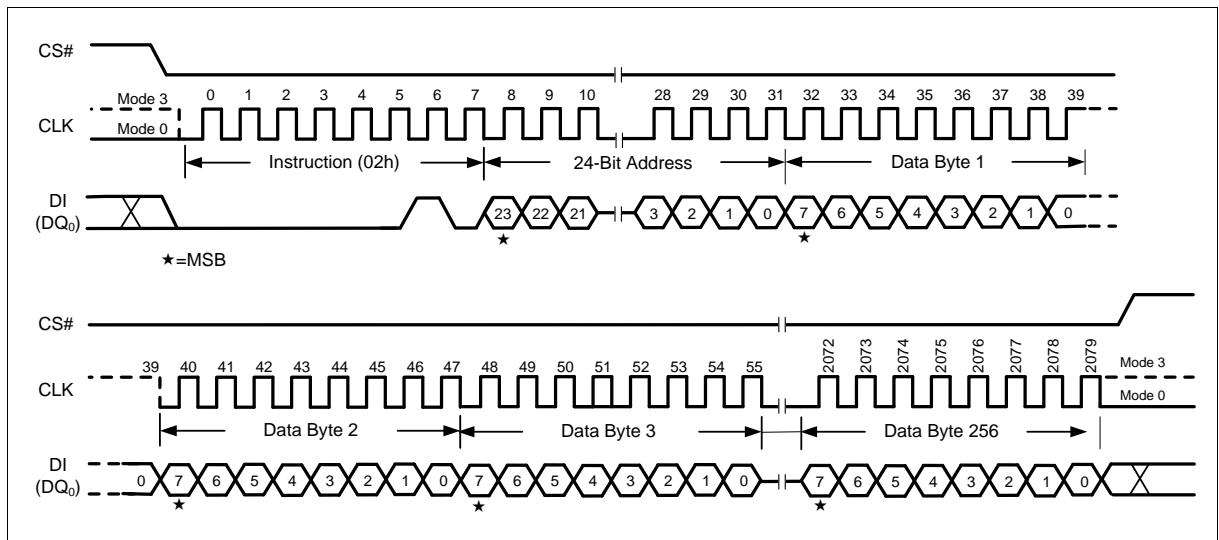 CS#
Mode 3
0 1 2 3 4 5 6 7 8 9 10 28 29 30 31 32 33 34 35 36 37 38 39
CLK
Mode 0
Instruction (02h) 24-Bit Address Data Byte 1
DI
(DQ0)
23 22 21 3 2 1 0 7 6 5 4 3 2 1 0
★ ★
★=MSB
CS#
39 40 41 42 43 44 45 46 47 48 49 50 51 52 53 54 55 2072 2073 2074 2075 2076 2077 2078 2079
Mode 3
CLK
Mode 0
Data Byte 2 Data Byte 3 Data Byte 256
DI
(DQ0)
0 7 6 5 4 3 2 1 0 7 6 5 4 3 2 1 0 7 6 5 4 3 2 1 0
★ ★ ★